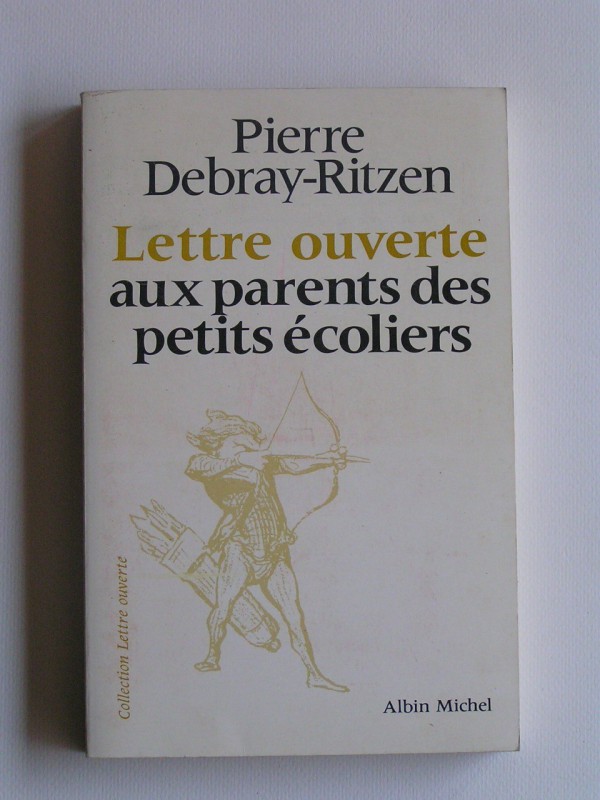 Pierre
Debray-Ritzen
Lettre ouverte
aux parents des
petits écoliers
Collection Lettre ouverte
Albin Michel